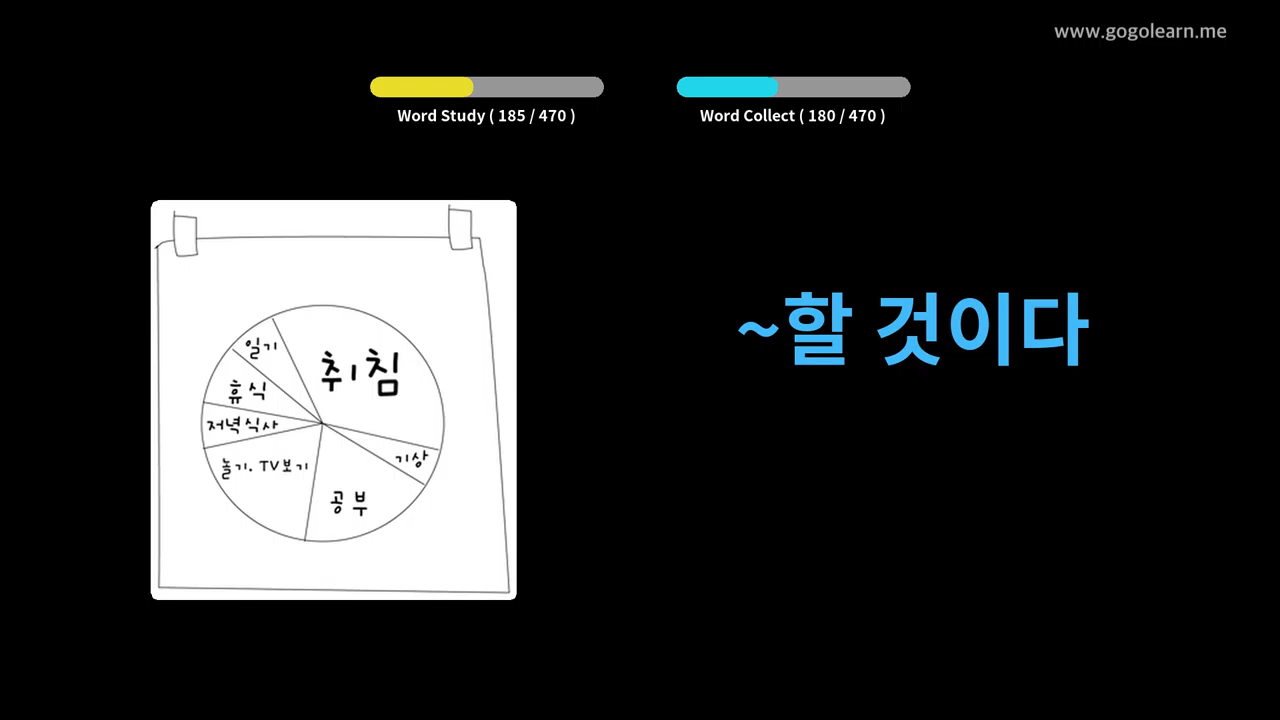 www.gogolearn.me
Word Study ( 185 / 470 )
Word Collect ( 180 / 470 )
일기
취침
휴식
저녁식사
놀기. TV보기
기상
공부
~할 것이다